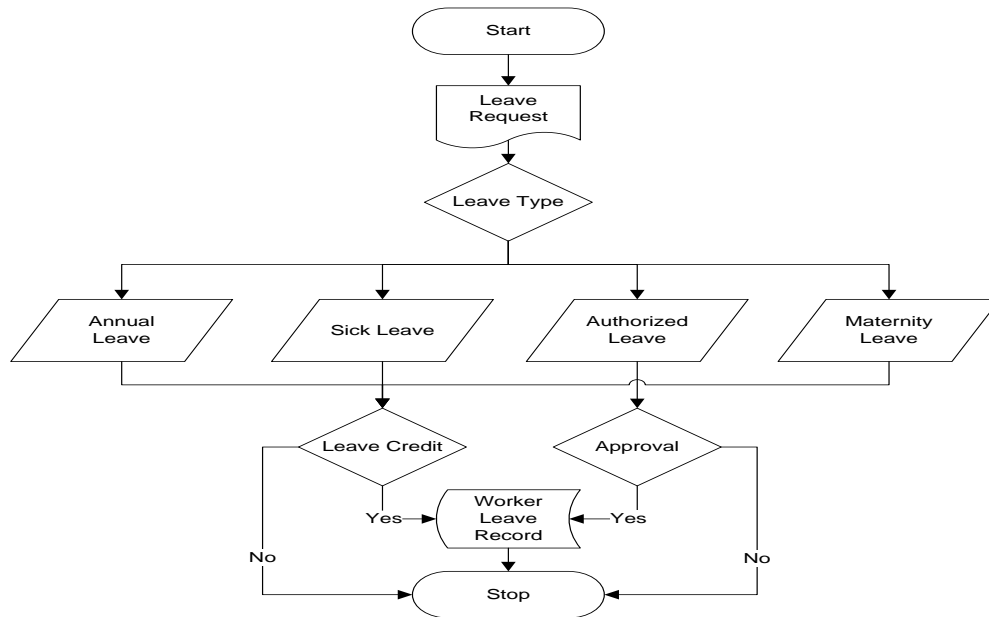 Start
Leave
Request
Leave Type
Annual
Leave
Sick Leave
Authorized
Leave
Maternity
Leave
Leave Credit
Approval
Yes
Worker
Leave
Record
Yes
No
No
Stop